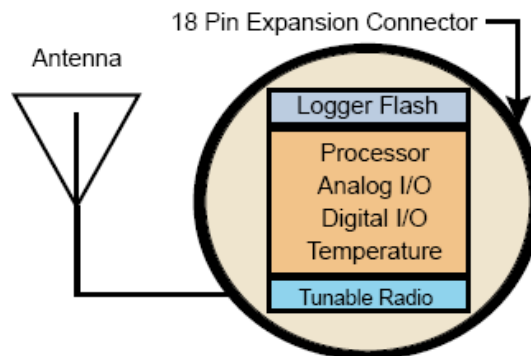 18 Pin Expansion Connector
Antenna
Logger Flash
Processor
Analog I/O
Digital I/O
Temperature
Tunable Radio